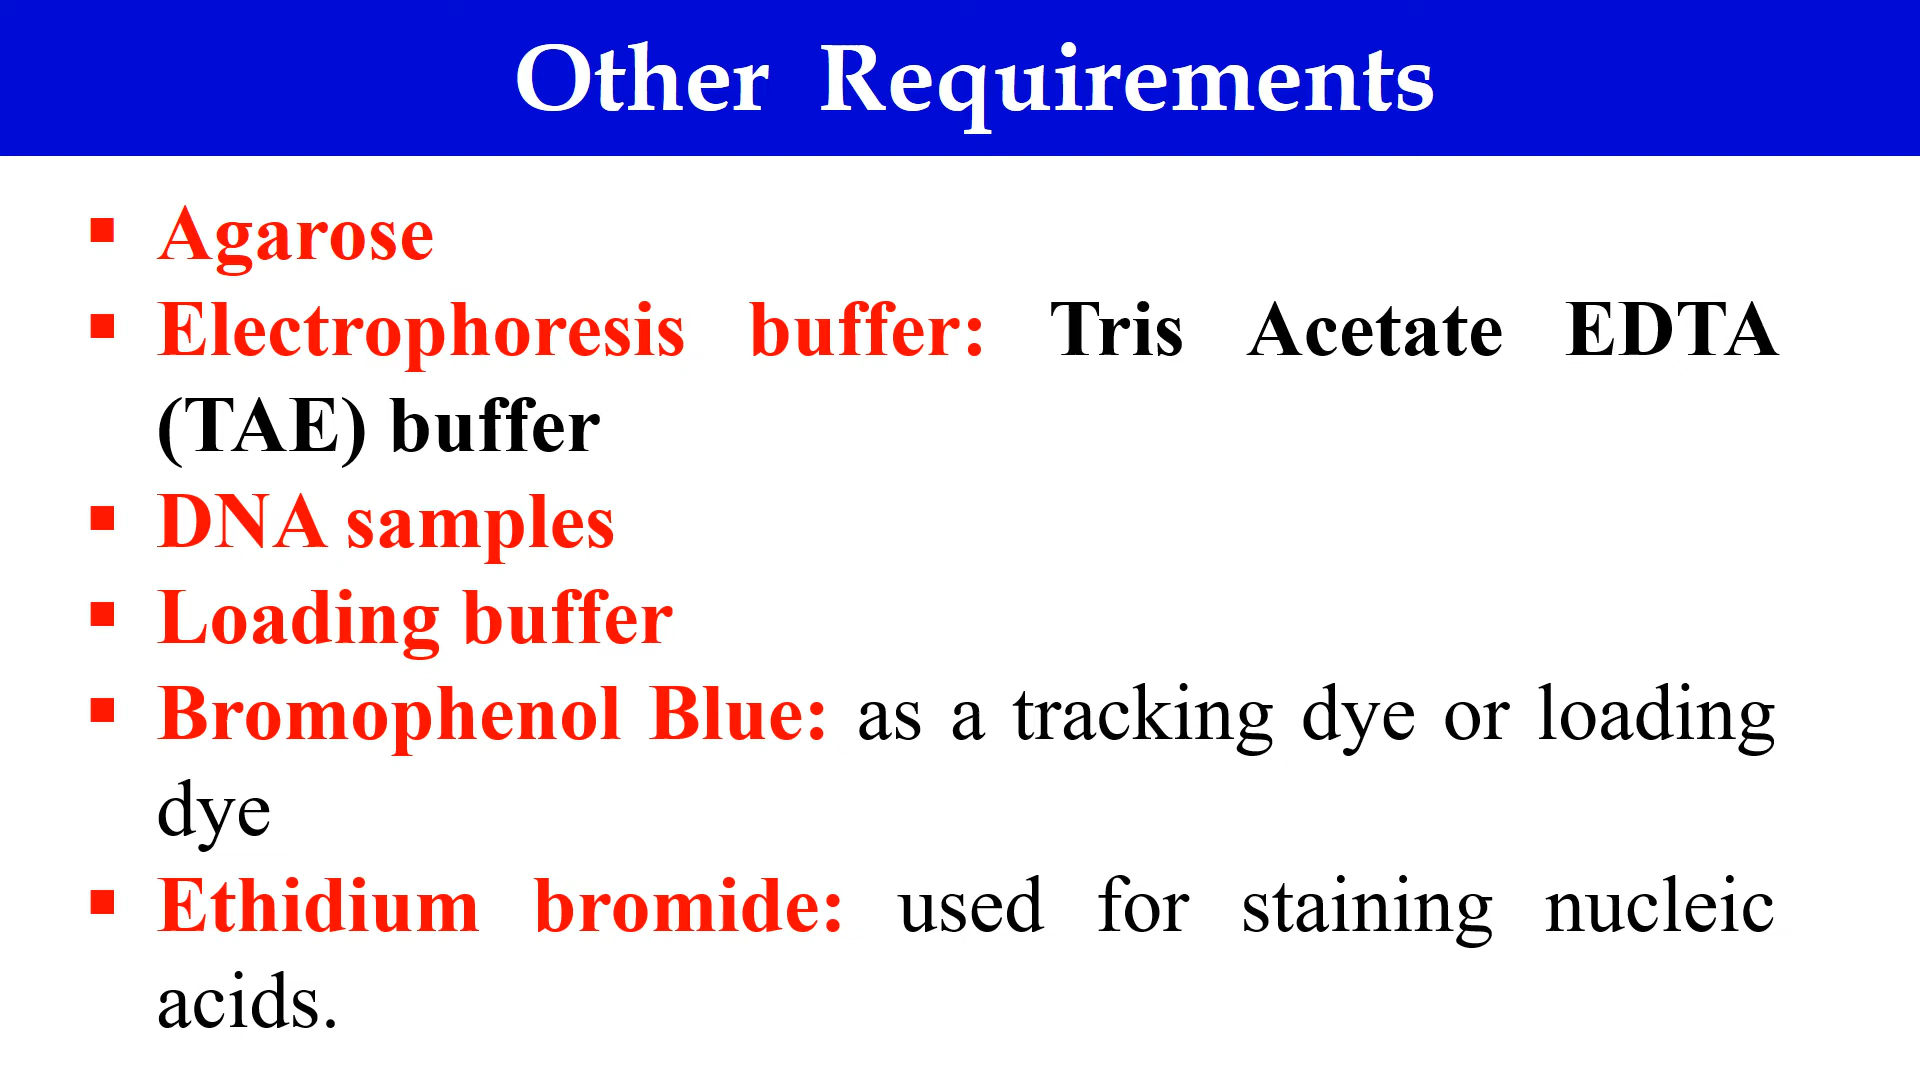 Other Requirements
▪ Agarose
▪ Electrophoresis buffer: Tris Acetate EDTA
(TAE) buffer
▪ DNA samples
▪ Loading buffer
▪ Bromophenol Blue: as a tracking dye or loading
dye
▪ Ethidium bromide: used for staining nucleic
acids.